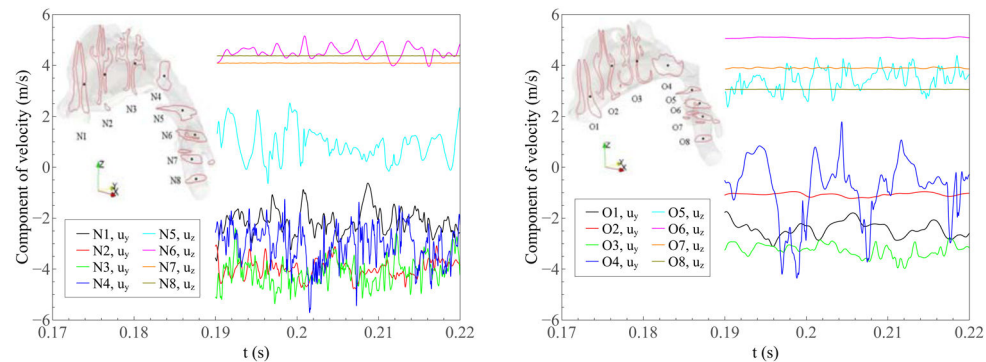 Component of velocity (m/s)
6
4
2
0
−2
−4
−6
0.17
0.18
0.19
0.2
0.21
0.22
t (s)
N1
N2
N3
N4
N5
N6
N7
N8
Z
Y
X
N1, uy
N2, uy
N3, uy
N4, uy
N5, uz
N6, uz
N7, uz
N8, uz
Component of velocity (m/s)
6
4
2
0
−2
−4
−6
0.17
0.18
0.19
0.2
0.21
0.22
t (s)
O1
O2
O3
O4
O5
O6
O7
O8
Z
Y
X
O1, uy
O2, uy
O3, uy
O4, uy
O5, uz
O6, uz
O7, uz
O8, uz